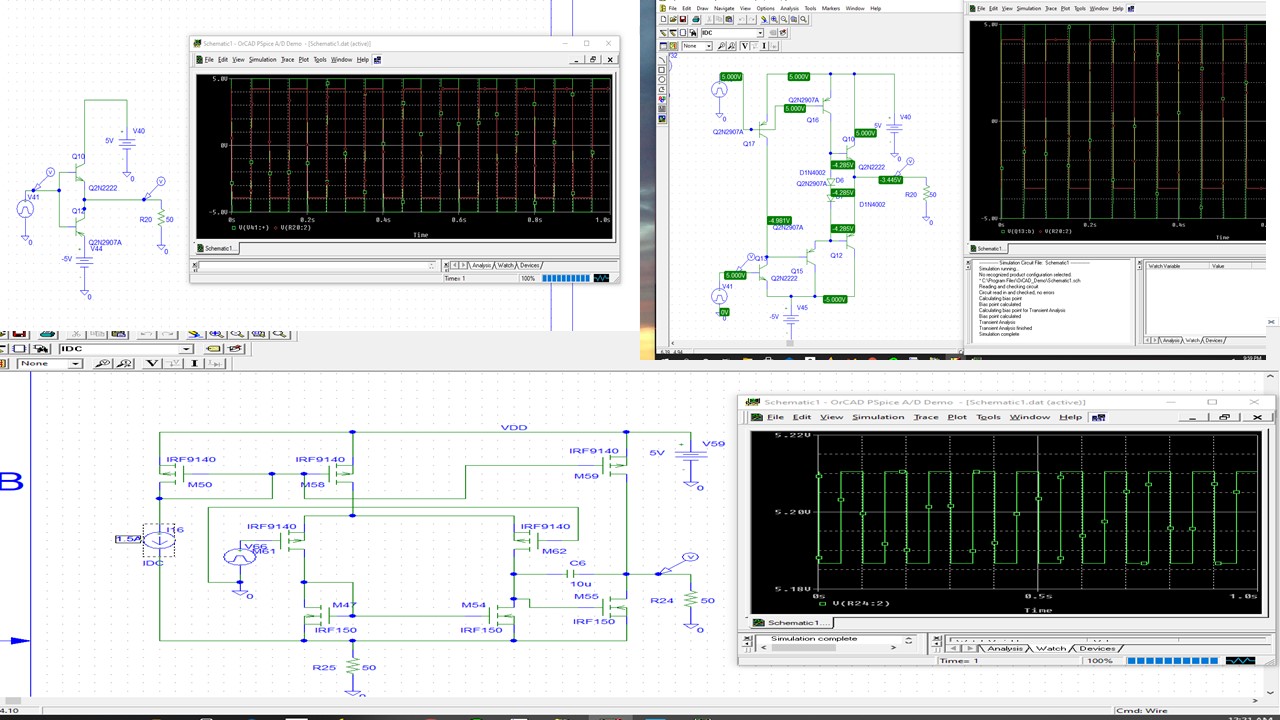 Schematic1 - OrCAD PSpice A/D Demo - [Schematic1.dat (active)]
File Edit View Simulation Trace Plot Tools Window Help
5.0V
0V
-5.0V
0s 0.2s 0.4s 0.6s 0.8s 1.0s
V(V41:+) V(R20:2)
Time
Schematic1...
Analysis Watch Devices
Time= 1 100%
V40
5V
0
Q10
Q2N2222
V41
0
R20
50
0
Q2N2907A
V44
-5V
0
File Edit Draw Navigate View Options Analysis Tools Markers Window Help
IDC
None
5.000V
5.000V
Q2N2907A
5.000V
Q16
Q2N2907A
Q17
Q10
5.000V
5V
V40
0
-4.285V
Q2N2222
D1N4002
Q2N2907A
D6
-3.445V
-4.285V
D1N4002
R20
50
0
-4.981V
Q2N2907A
-4.285V
Q12
Q15
Q2N2222
5.000V
V41
0V
-5.000V
V45
-5V
File Edit View Simulation Trace Plot Tools Window Help
5.0V
0V
-5.0V
0s 0.2s 0.4s
V(Q13:b) V(R20:2)
Time
Schematic1...
Simulation Circuit File: Schematic1
Simulation running...
No recognized product configuration selected.
* C:\Program Files\OrCAD_Demo\Schematic1.sch
Reading and checking circuit
Circuit read in and checked, no errors
Calculating bias point
Bias point calculated
Calculating bias point for Transient Analysis
Bias point calculated
Transient Analysis
Transient Analysis finished
Simulation complete
Watch Variable Value
Analysis Watch Devices
IDC
None
VDD
B
IRF9140
M50
IRF9140
M58
IRF9140
M59
5V
V59
0
1.5A
I16
IDC
IRF9140
M61
0
IRF9140
M62
C6
10u
M47
IRF150
M54
IRF150
M55
IRF150
R24
50
0
R25
50
0
Schematic1 - OrCAD PSpice A/D Demo - [Schematic1.dat (active)]
File Edit View Simulation Trace Plot Tools Window Help
5.22V
5.20V
5.18V
0s 0.5s 1.0s
V(R24:2)
Time
Schematic1...
Simulation complete
Analysis Watch Devices
Time= 1 100%
4.10
Cmd: Wire